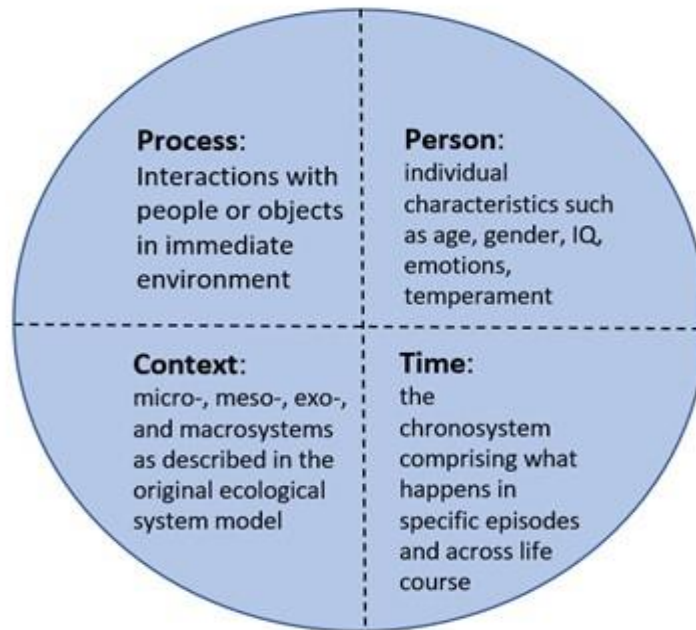 Process:
Interactions with
people or objects
in immediate
environment
Person:
individual
characteristics such
as age, gender, IQ,
emotions,
temperament
Context:
micro-, meso-, exo-,
and macrosystems
as described in the
original ecological
system model
Time:
the
chronosystem
comprising what
happens in
specific episodes
and across life
course